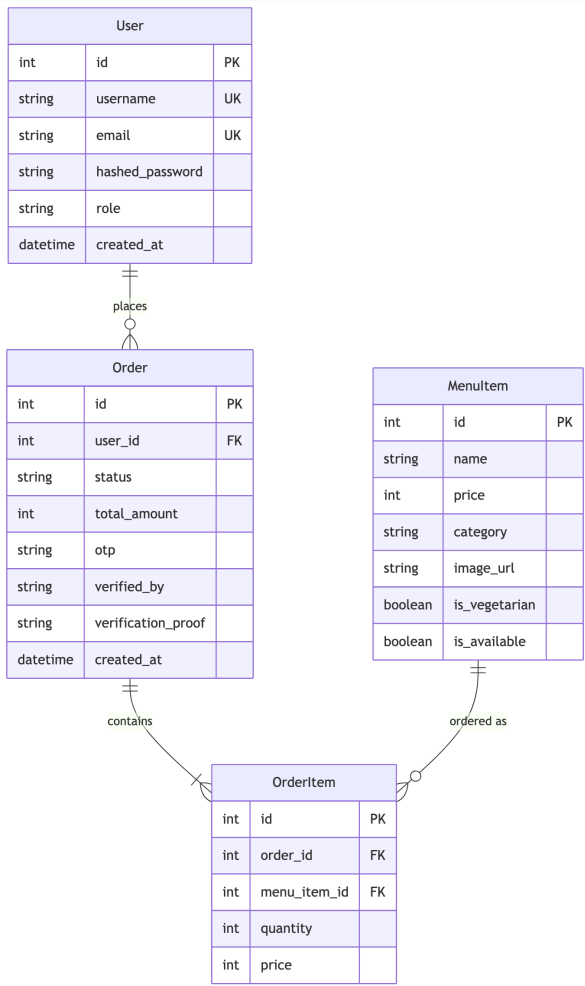 User
int id PK
string username UK
string email UK
string hashed_password
string role
datetime created_at
places
Order
int id PK
int user_id FK
string status
int total_amount
string otp
string verified_by
string verification_proof
datetime created_at
MenuItem
int id PK
string name
int price
string category
string image_url
boolean is_vegetarian
boolean is_available
contains
ordered as
OrderItem
int id PK
int order_id FK
int menu_item_id FK
int quantity
int price